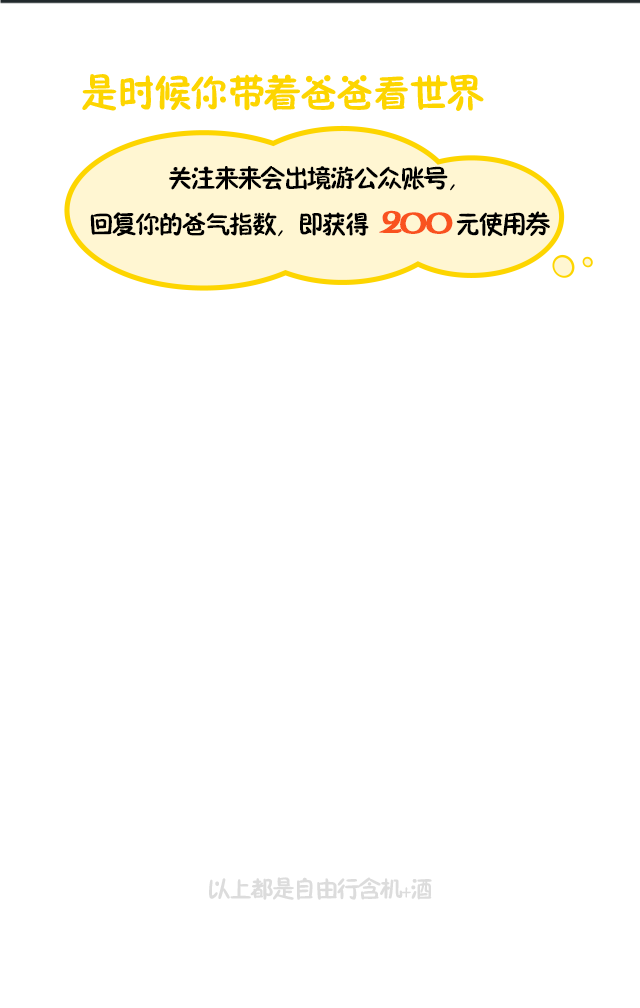 是时候你带着爸爸看世界
关注来来会出境游公众账号，
回复你的爸气指数，即获得 200 元使用券
以上都是自由行含机+酒